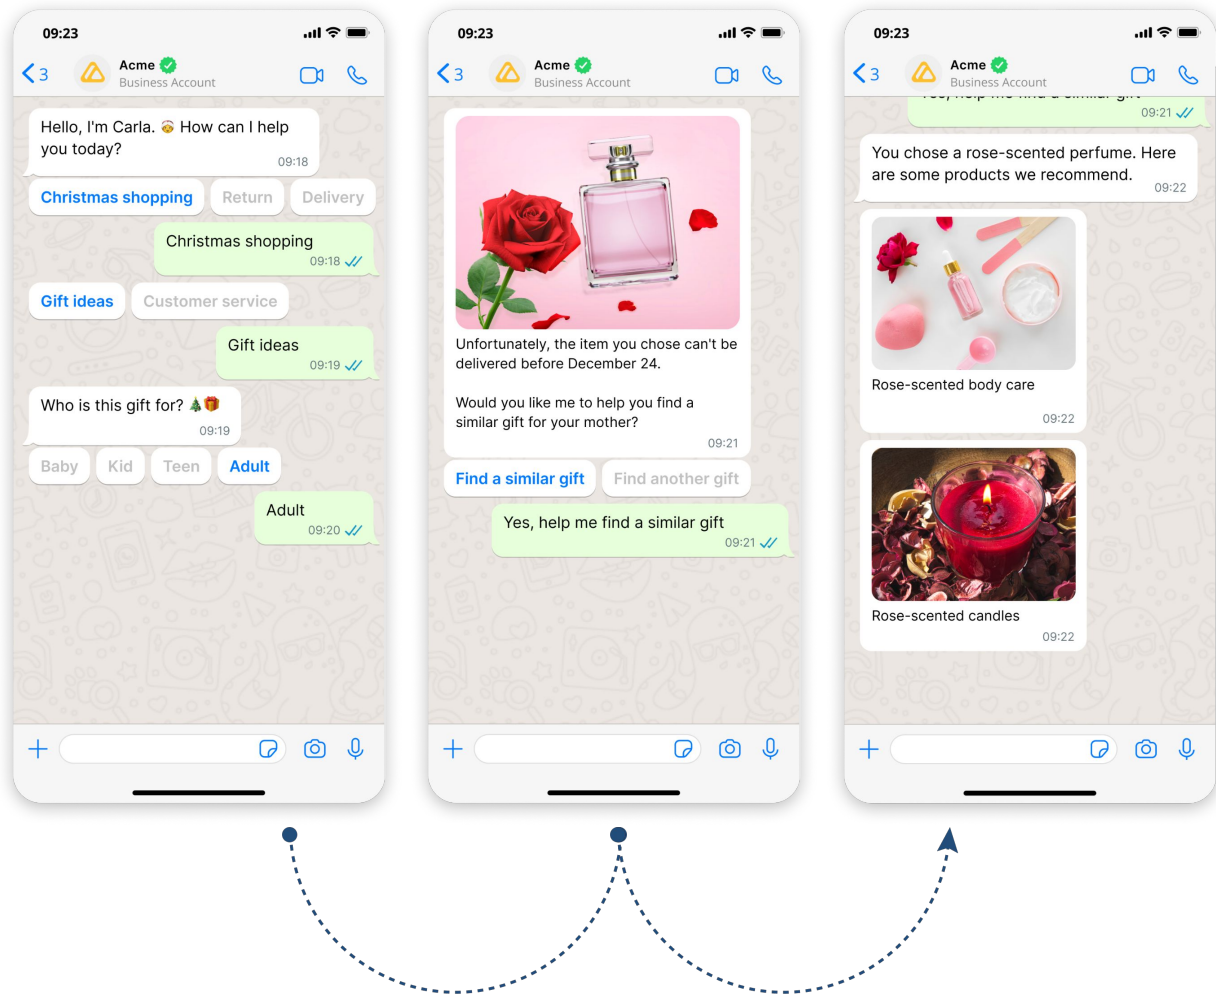 09:23
3
Acme
Business Account
Hello, I'm Carla. 🤶 How can I help
you today?
09:18
Christmas shopping Return Delivery
Christmas shopping
09:18
Gift ideas Customer service
Gift ideas
09:19
Who is this gift for? 🎄🎁
09:19
Baby Kid Teen Adult
Adult
09:20
09:23
3
Acme
Business Account
Unfortunately, the item you chose can't be
delivered before December 24.
Would you like me to help you find a
similar gift for your mother?
09:21
Find a similar gift Find another gift
Yes, help me find a similar gift
09:21
09:23
3
Acme
Business Account
Yes, help me find a similar gift
09:21
You chose a rose-scented perfume. Here
are some products we recommend.
09:22
Rose-scented body care
09:22
Rose-scented candles
09:22